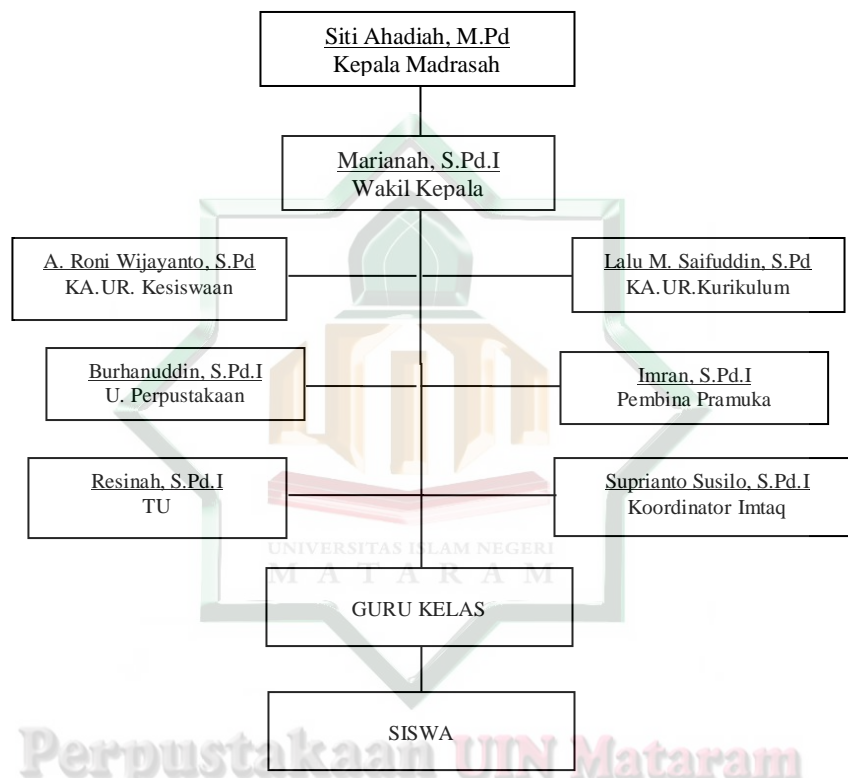 Siti Ahadiah, M.Pd
Kepala Madrasah
Marianah, S.Pd.I
Wakil Kepala
A. Roni Wijayanto, S.Pd
KA.UR. Kesiswaan
Lalu M. Saifuddin, S.Pd
KA.UR.Kurikulum
Burhanuddin, S.Pd.I
U. Perpustakaan
Imran, S.Pd.I
Pembina Pramuka
Resinah, S.Pd.I
TU
Suprianto Susilo, S.Pd.I
Koordinator Imtaq
UNIVERSITAS ISLAM NEGERI
MATARAM
GURU KELAS
SISWA
Perpustakaan UIN Mataram